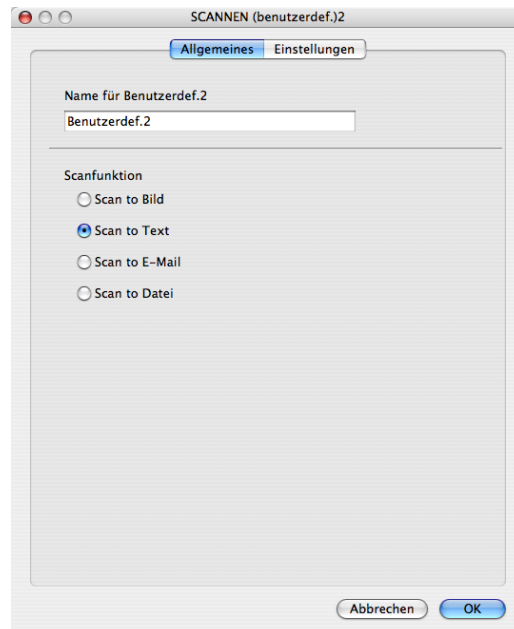 SCANNEN (benutzerdef.)2
Allgemeines Einstellungen
Name für Benutzerdef.2
Benutzerdef.2
Scanfunktion
Scan to Bild
Scan to Text
Scan to E-Mail
Scan to Datei
Abbrechen OK